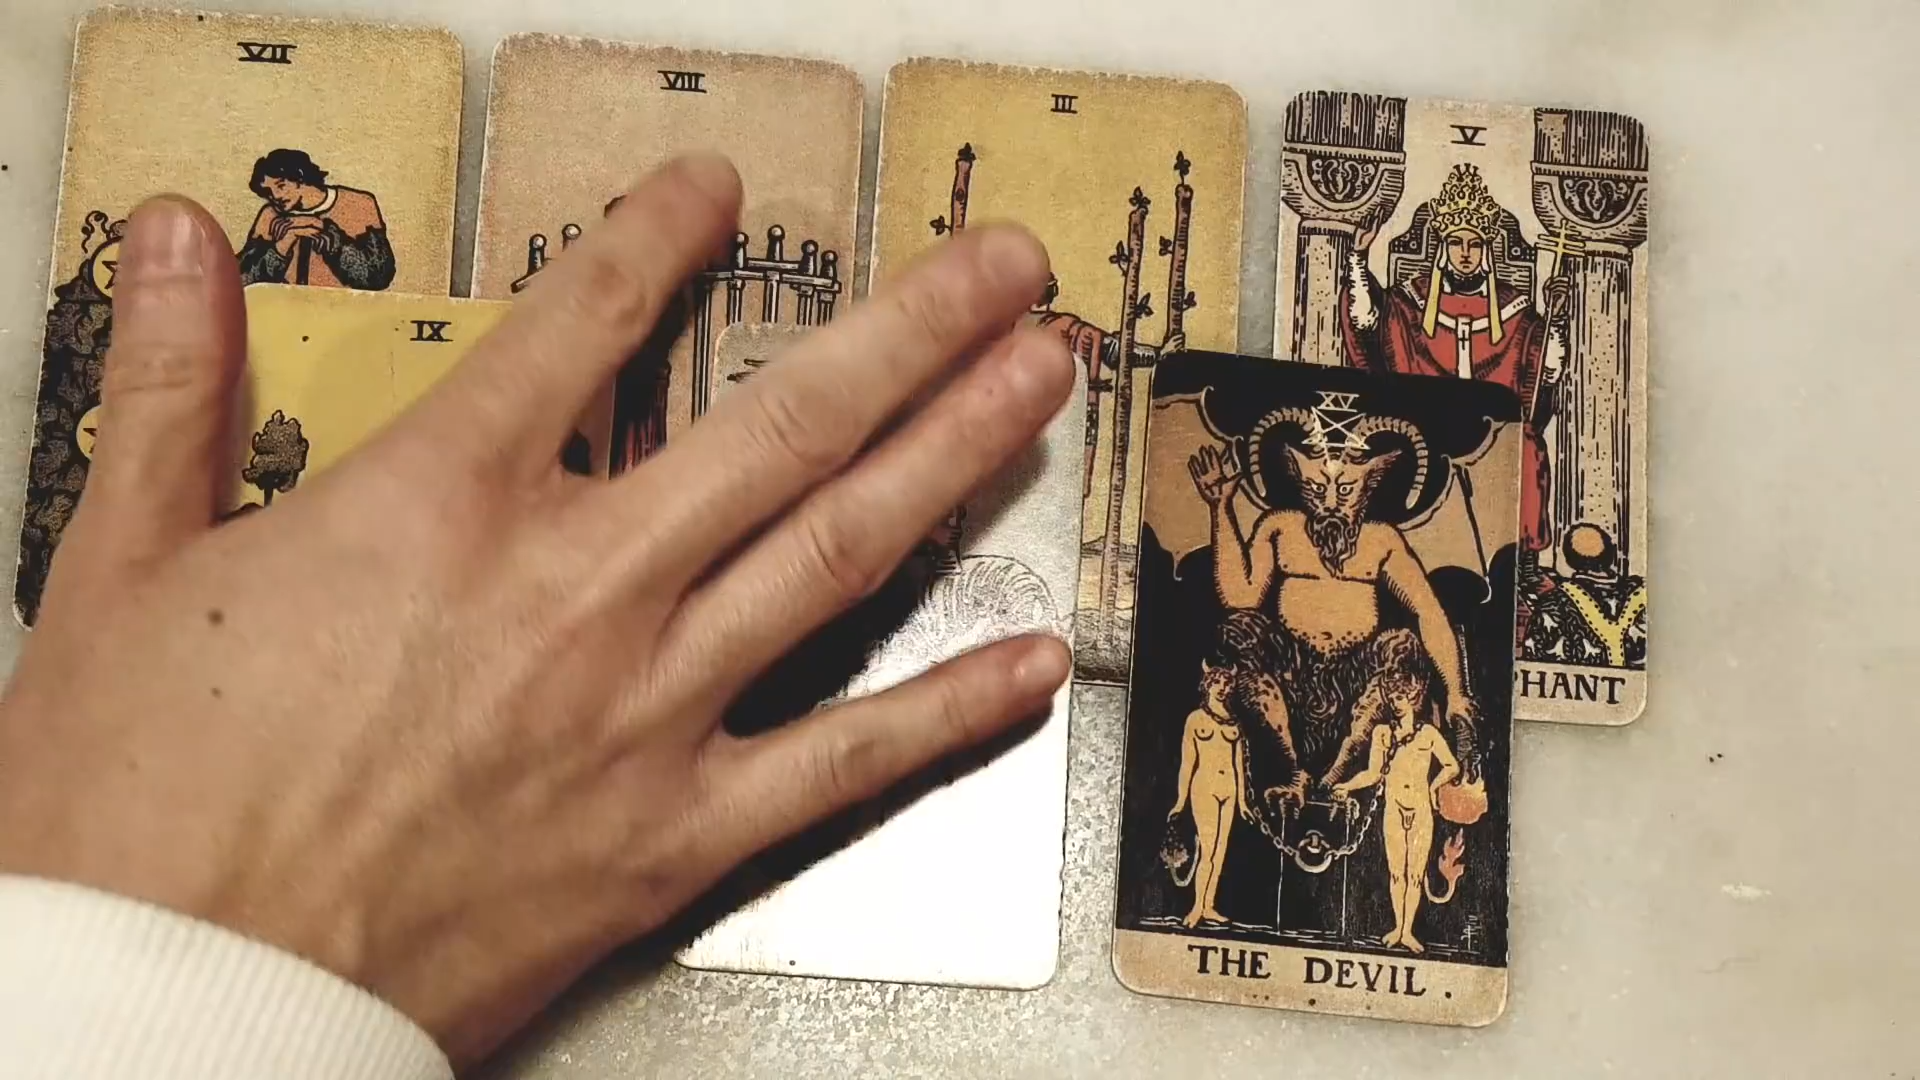 VII
VIII
III
V
IX
XV
PHANT
THE DEVIL.